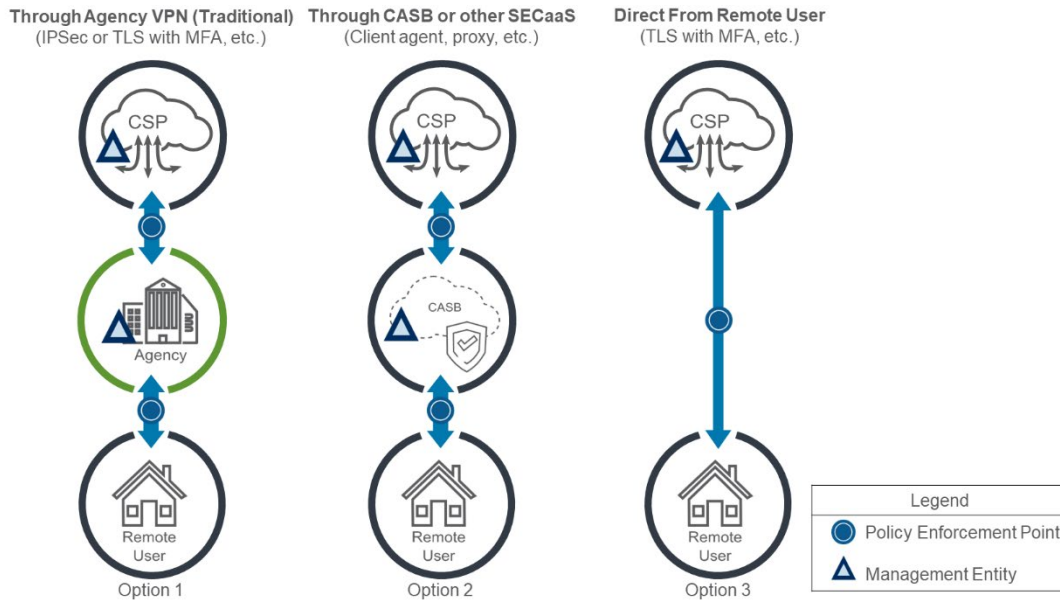 Through Agency VPN (Traditional)
(IPSec or TLS with MFA, etc.)
Through CASB or other SECaaS
(Client agent, proxy, etc.)
Direct From Remote User
(TLS with MFA, etc.)
CSP
CSP
CSP
Agency
CASB
Remote
User
Remote
User
Remote
User
Option 1
Option 2
Option 3
Legend
Policy Enforcement Point
Management Entity